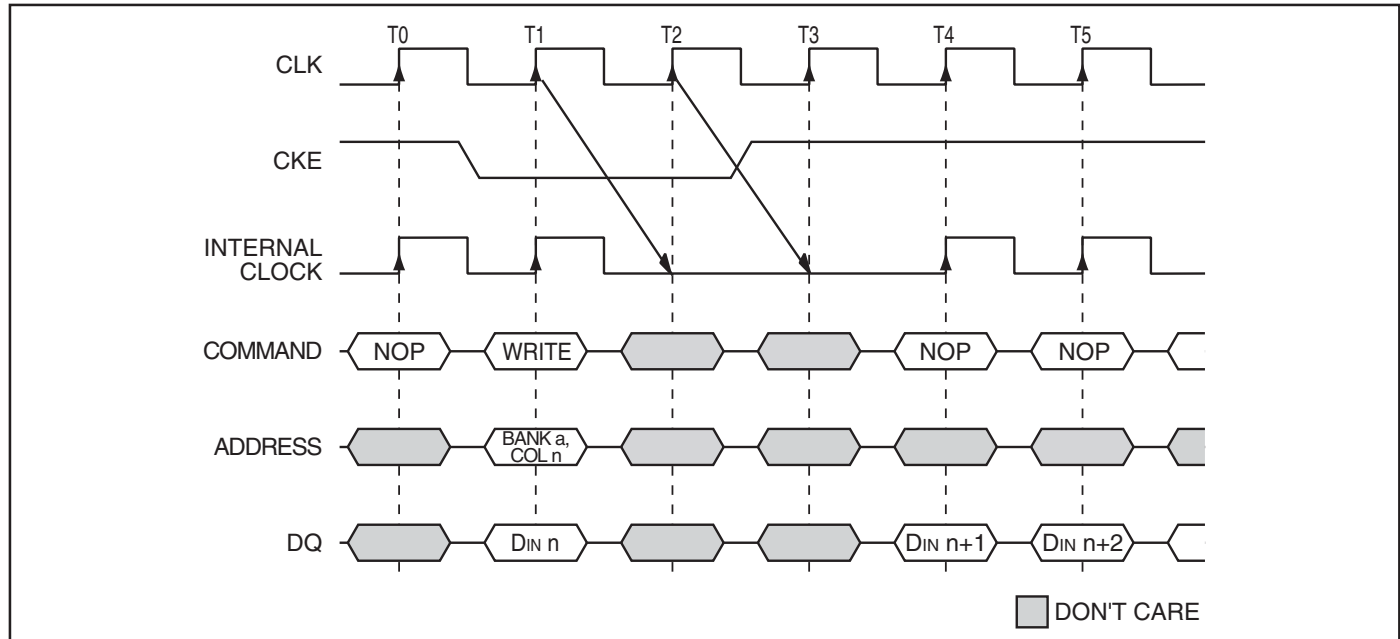 T0 T1 T2 T3 T4 T5
CLK
CKE
INTERNAL
CLOCK
COMMAND NOP WRITE NOP NOP
ADDRESS BANK a,
COL n
DQ DIN n DIN n+1 DIN n+2
DON'T CARE